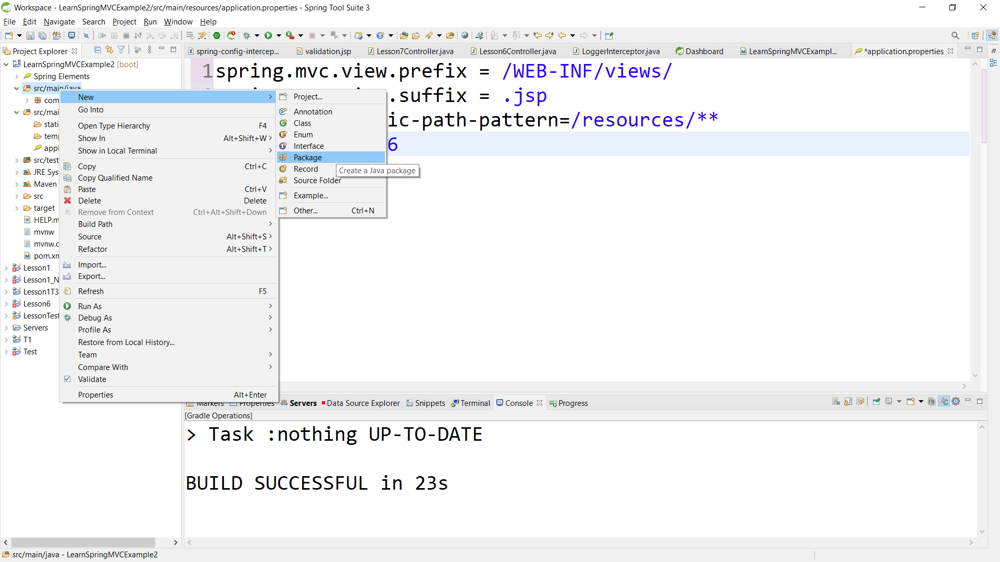 Workspace - LearnSpringMVCExample2/src/main/resources/application.properties - Spring Tool Suite 3
File Edit Navigate Search Project Run Window Help
Project Explorer
spring-config-intercep...
validation.jsp
Lesson7Controller.java
Lesson6Controller.java
LoggerInterceptor.java
Dashboard
LearnSpringMVCExampl...
*application.properties
LearnSpringMVCExample2 [boot]
Spring Elements
src/main/java
com
src/mai
stati
temp
appl
src/test
JRE Sys
Maven
src
target
HELP.m
mvnw
mvnw.c
pom.xm
Lesson1
Lesson1_N
Lesson1T3
Lesson6
LessonTest
Servers
T1
Test
New
Go Into
Open Type Hierarchy F4
Show In Alt+Shift+W
Show in Local Terminal
Copy Ctrl+C
Copy Qualified Name
Paste Ctrl+V
Delete Delete
Remove from Context Ctrl+Alt+Shift+Down
Build Path
Source Alt+Shift+S
Refactor Alt+Shift+T
Import...
Export...
Refresh F5
Run As
Debug As
Profile As
Restore from Local History...
Team
Compare With
Validate
Properties Alt+Enter
Project...
Annotation
Class
Enum
Interface
Package
Record
Source Folder
Example...
Other... Ctrl+N
Create a Java package
1 spring.mvc.view.prefix = /WEB-INF/views/
.suffix = .jsp
ic-path-pattern=/resources/**
6
Markers
Properties
Servers
Data Source Explorer
Snippets
Terminal
Console
Progress
[Gradle Operations]
> Task :nothing UP-TO-DATE
BUILD SUCCESSFUL in 23s
src/main/java - LearnSpringMVCExample2